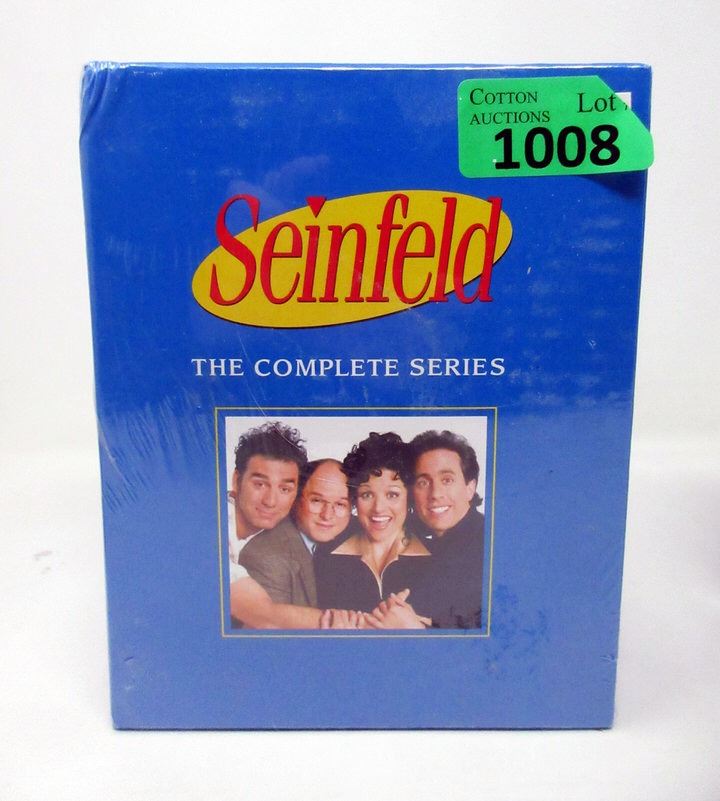 COTTON
AUCTIONS
Lot
1008
Seinfeld
THE COMPLETE SERIES